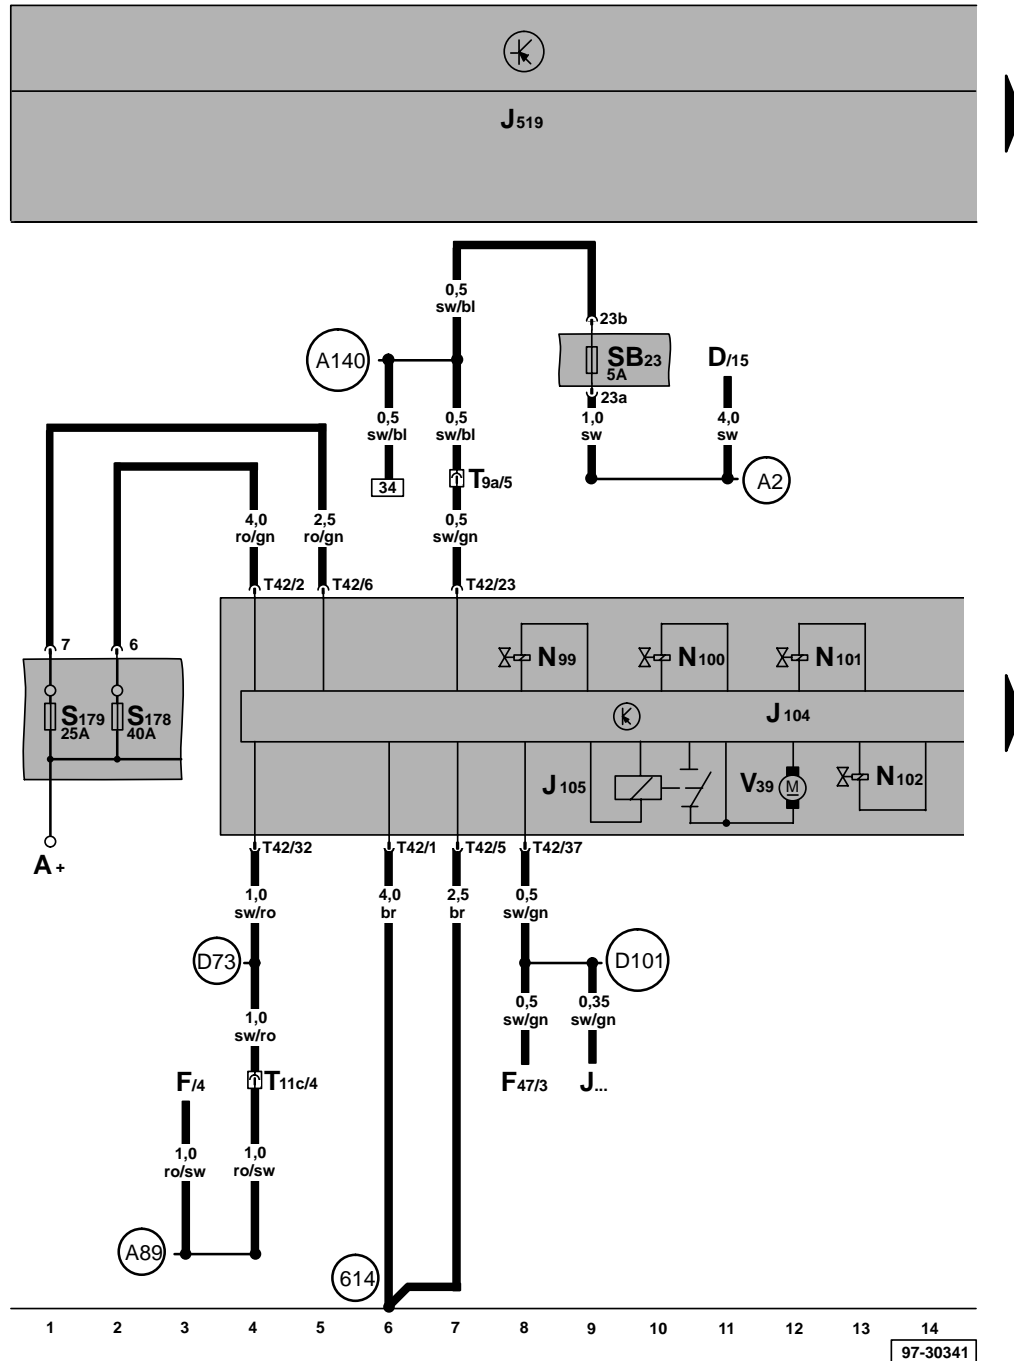 J519
0,5
sw/bl
23b
A140
SB23
5A
D/15
23a
0,5
sw/bl
0,5
sw/bl
1,0
sw
4,0
sw
34
T9a/5
A2
4,0
ro/gn
2,5
ro/gn
0,5
sw/gn
T42/2
T42/6
T42/23
7
6
N99
N100
N101
S179
25A
S178
40A
J104
J105
V39
M
N102
A+
T42/32
T42/1
T42/5
T42/37
1,0
sw/ro
4,0
br
2,5
br
0,5
sw/gn
D73
D101
1,0
sw/ro
0,5
sw/gn
0,35
sw/gn
F/4
T11c/4
F47/3
J...
1,0
ro/sw
1,0
ro/sw
A89
614
1 2 3 4 5 6 7 8 9 10 11 12 13 14
97-30341